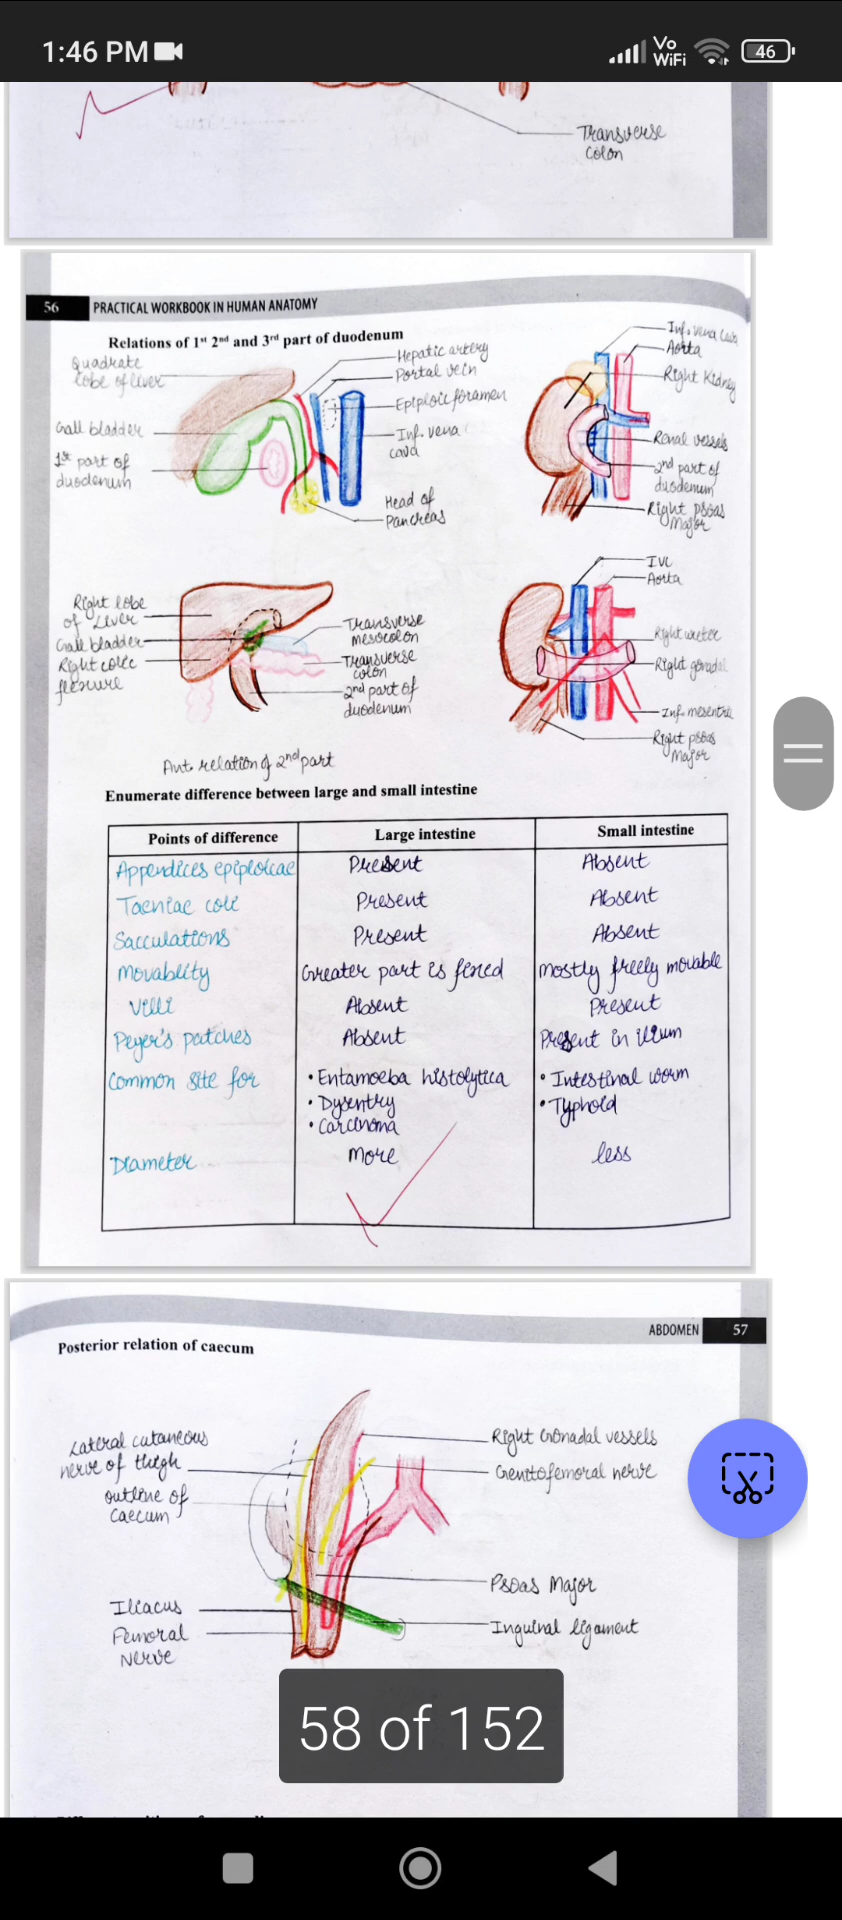 1:46 PM
Vo
WiFi
46
Transverse
colon
56
PRACTICAL WORKBOOK IN HUMAN ANATOMY
Relations of 1st 2nd and 3rd part of duodenum
Quadrate
lobe of liver
Gall bladder
1st part of
duodenum
Hepatic artery
Portal vein
Epiploic foramen
Inf. vena
cava
Head of
Pancreas
Inf. vena cava
Aorta
Right Kidney
Renal vessels
2nd part of
duodenum
Right psoas
Major
Right lobe
of Liver
Gall bladder
Right colic
flexure
Transverse
mesocolon
Transverse
colon
2nd part of
duodenum
Ant. relation of 2nd part
IVC
Aorta
Right ureter
Right gonadal
Inf. mesentric
Right psoas
Major
Enumerate difference between large and small intestine
Points of difference Large intestine Small intestine
Appendices epiploicae Present Absent
Taeniae coli Present Absent
Sacculations Present Absent
Movablity Greater part is fixed mostly freely movable
Villi Absent Present
Peyer's patches Absent Present in ilium
Common site for • Entamoeba histolytica • Intestinal worm
• Dysentry • Typhoid
• Carcinoma
Diameter More less
ABDOMEN 57
Posterior relation of caecum
Lateral cutaneous
nerve of thigh
outline of
Caecum
Iliacus
Femoral
Nerve
Right Gonadal vessels
Genitofemoral nerve
Psoas Major
Inguinal ligament
58 of 152